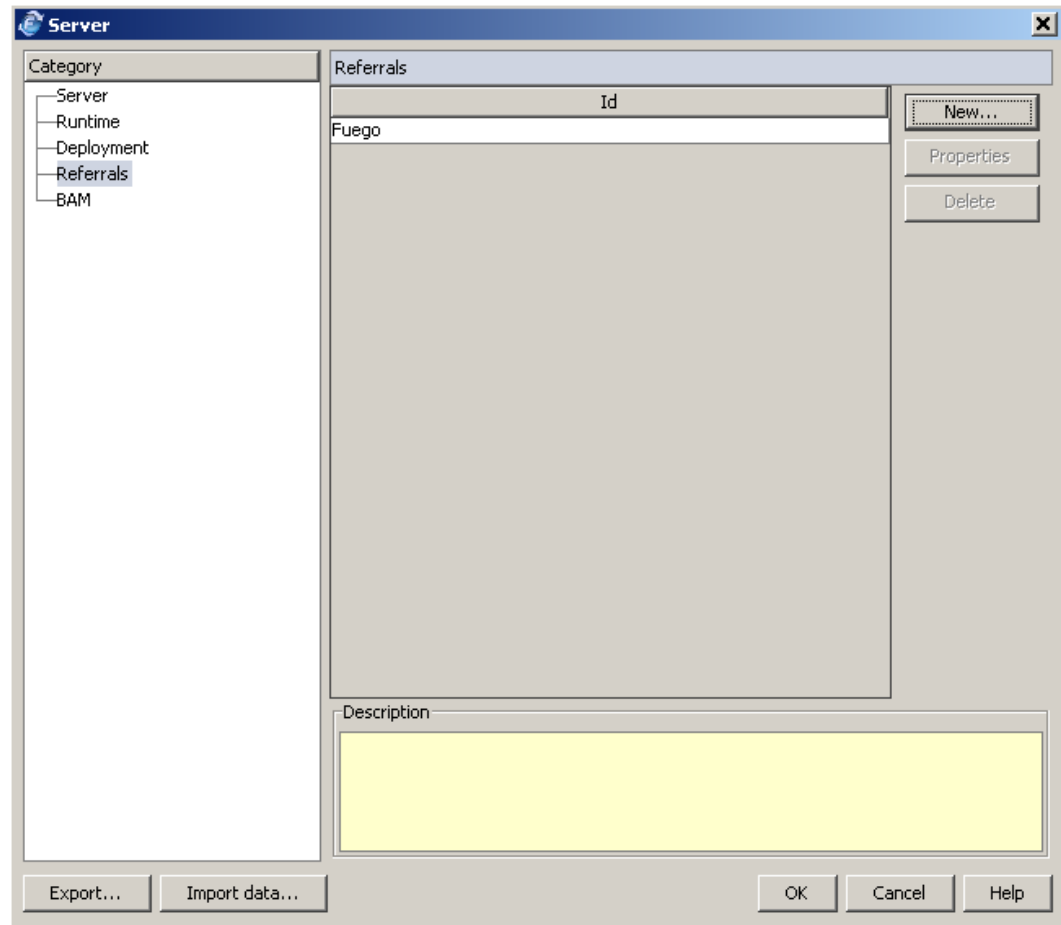 Server
Category
Server
Runtime
Deployment
Referrals
BAM
Referrals
Id
Fuego
New...
Properties
Delete
Description
Export...
Import data...
OK
Cancel
Help